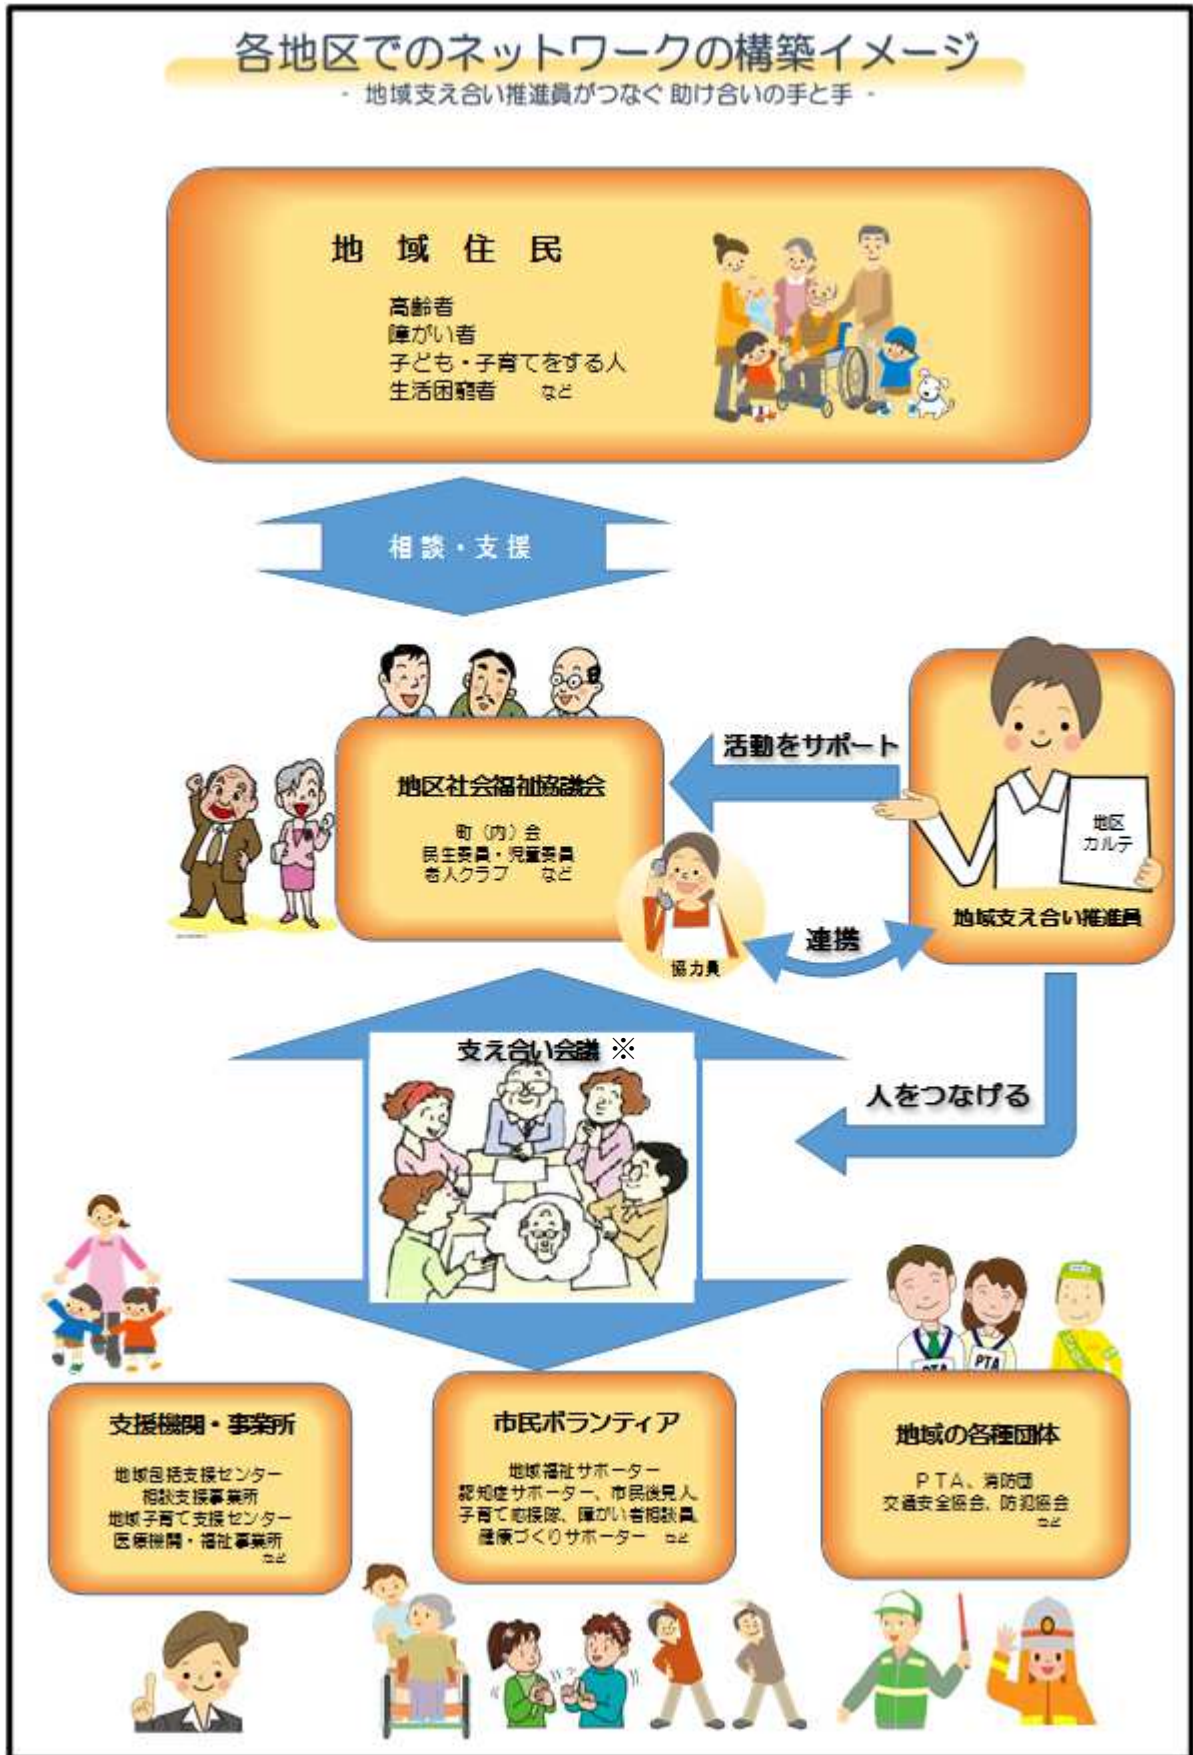 各地区でのネットワークの構築イメージ
- 地域支え合い推進員がつなぐ 助け合いの手と手 -
地 域 住 民
高齢者
障がい者
子ども・子育てをする人
生活困窮者 など
相談・支援
地区社会福祉協議会
町（内）会
民生委員・児童委員
老人クラブ など
活動をサポート
地区
カルテ
地域支え合い推進員
協力員
連携
支え合い会議 ※
人をつなげる
PTA
PTA
支援機関・事業所
地域包括支援センター
相談支援事業所
地域子育て支援センター
医療機関・福祉事業所
など
市民ボランティア
地域福祉サポーター
認知症サポーター、市民後見人
子育て応援隊、障がい者相談員
健康づくりサポーター など
地域の各種団体
ＰＴＡ、消防団
交通安全協会、防犯協会
など